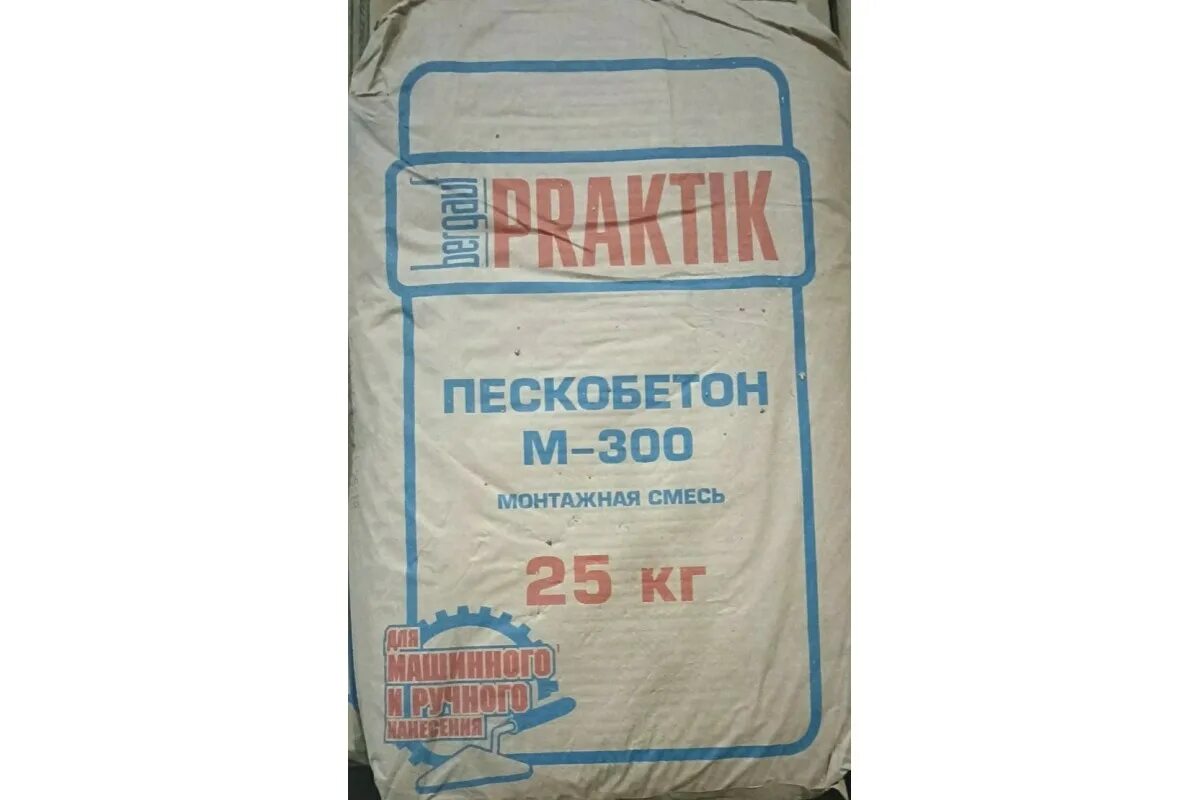 bergauf PRAKTIK
ПЕСКОБЕТОН
М-300
МОНТАЖНАЯ СМЕСЬ
25 кг
ДЛЯ
МАШИННОГО
И РУЧНОГО
НАНЕСЕНИЯ